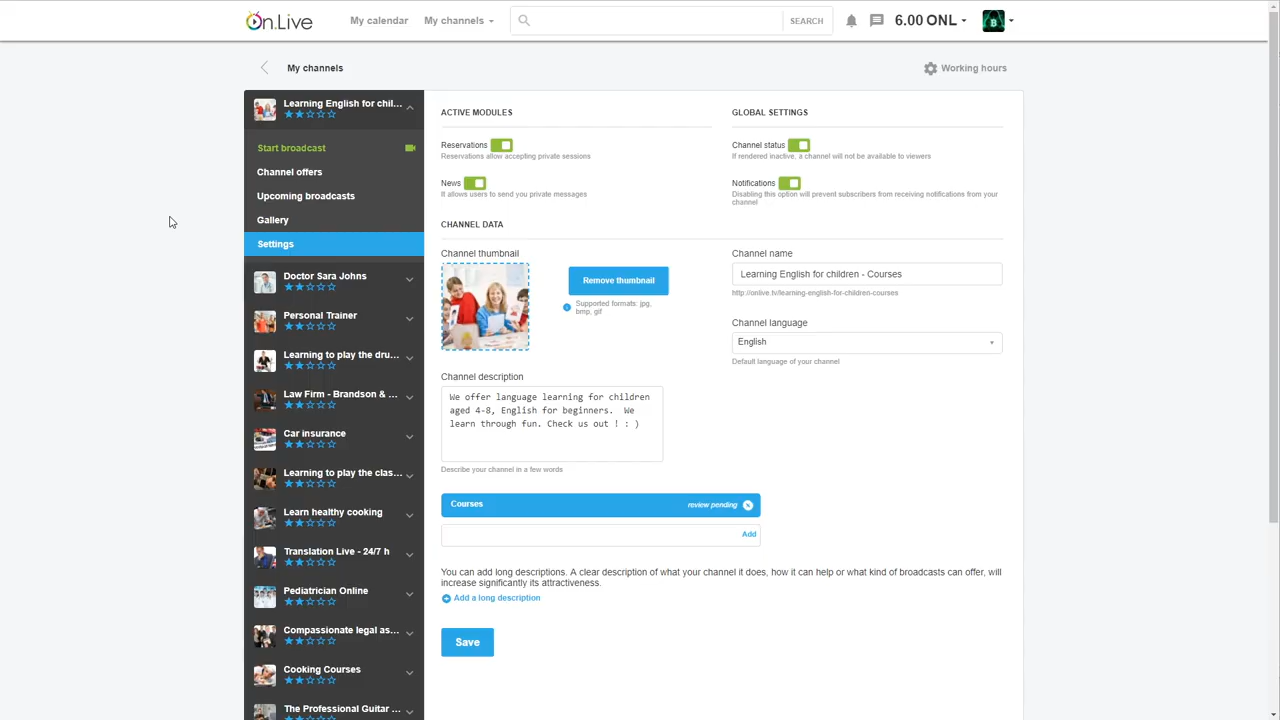 On.Live
My calendar
My channels
SEARCH
6.00 ONL
My channels
Working hours
Learning English for chil...
Start broadcast
Channel offers
Upcoming broadcasts
Gallery
Settings
Doctor Sara Johns
Personal Trainer
Learning to play the dru...
Law Firm - Brandson & ...
Car insurance
Learning to play the clas...
Learn healthy cooking
Translation Live - 24/7 h
Pediatrician Online
Compassionate legal as...
Cooking Courses
The Professional Guitar ...
ACTIVE MODULES
Reservations
Reservations allow accepting private sessions
News
It allows users to send you private messages
GLOBAL SETTINGS
Channel status
If rendered inactive, a channel will not be available to viewers
Notifications
Disabling this option will prevent subscribers from receiving notifications from your
channel
CHANNEL DATA
Channel thumbnail
Remove thumbnail
Supported formats: jpg,
bmp, gif
Channel name
Learning English for children - Courses
http://onlive.tv/learning-english-for-children-courses
Channel language
English
Default language of your channel
Channel description
We offer language learning for children
aged 4-8, English for beginners.  We
learn through fun. Check us out ! : )
Describe your channel in a few words
Courses
review pending
Add
You can add long descriptions. A clear description of what your channel it does, how it can help or what kind of broadcasts can offer, will
increase significantly its attractiveness.
Add a long description
Save